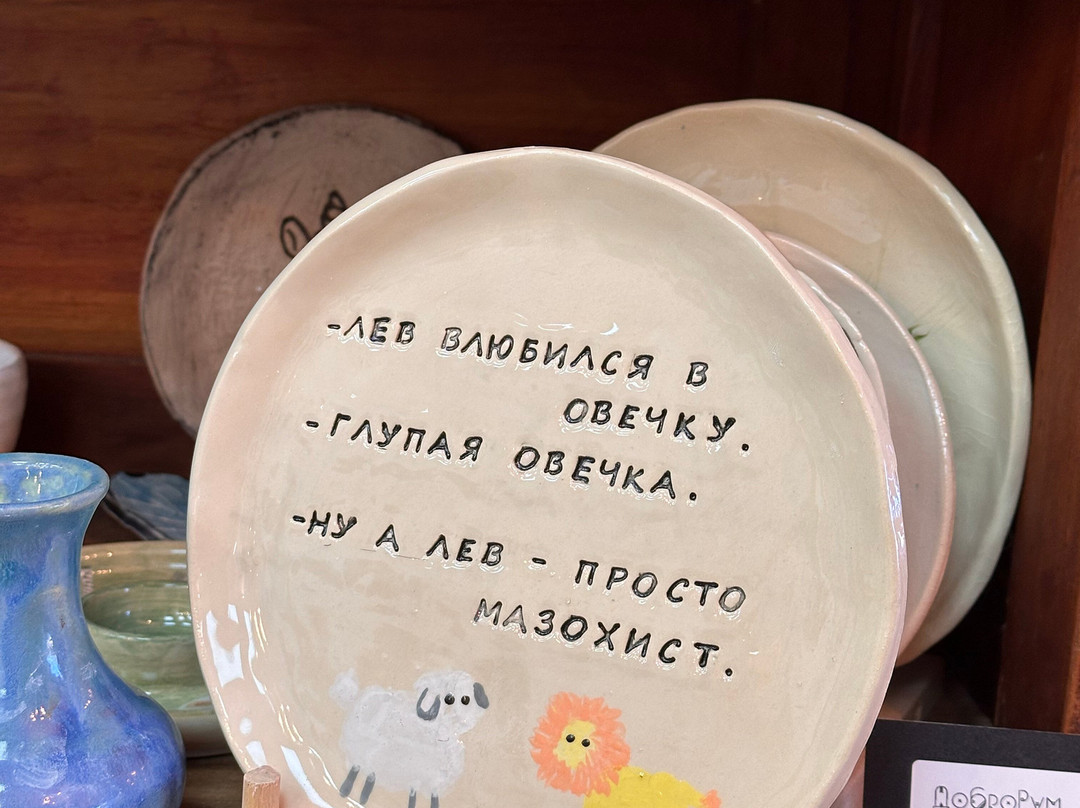 -ЛЕВ ВЛЮБИЛСЯ В
ОВЕЧКУ.
-ГЛУПАЯ ОВЕЧКА.
-НУ А ЛЕВ - ПРОСТО
МАЗОХИСТ.
ДОБРОРУМ